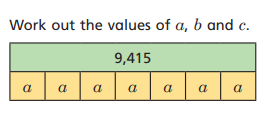 Work out the values of a, b and c.
9,415
a a a a a a a